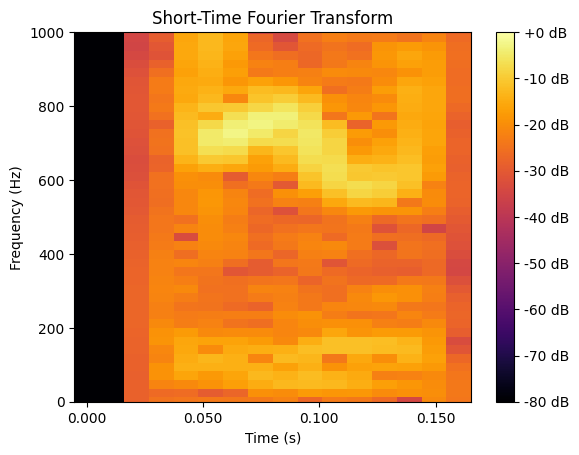 Short-Time Fourier Transform
1000
800
600
400
200
0
Frequency (Hz)
0.000
0.050
0.100
0.150
Time (s)
+0 dB
-10 dB
-20 dB
-30 dB
-40 dB
-50 dB
-60 dB
-70 dB
-80 dB